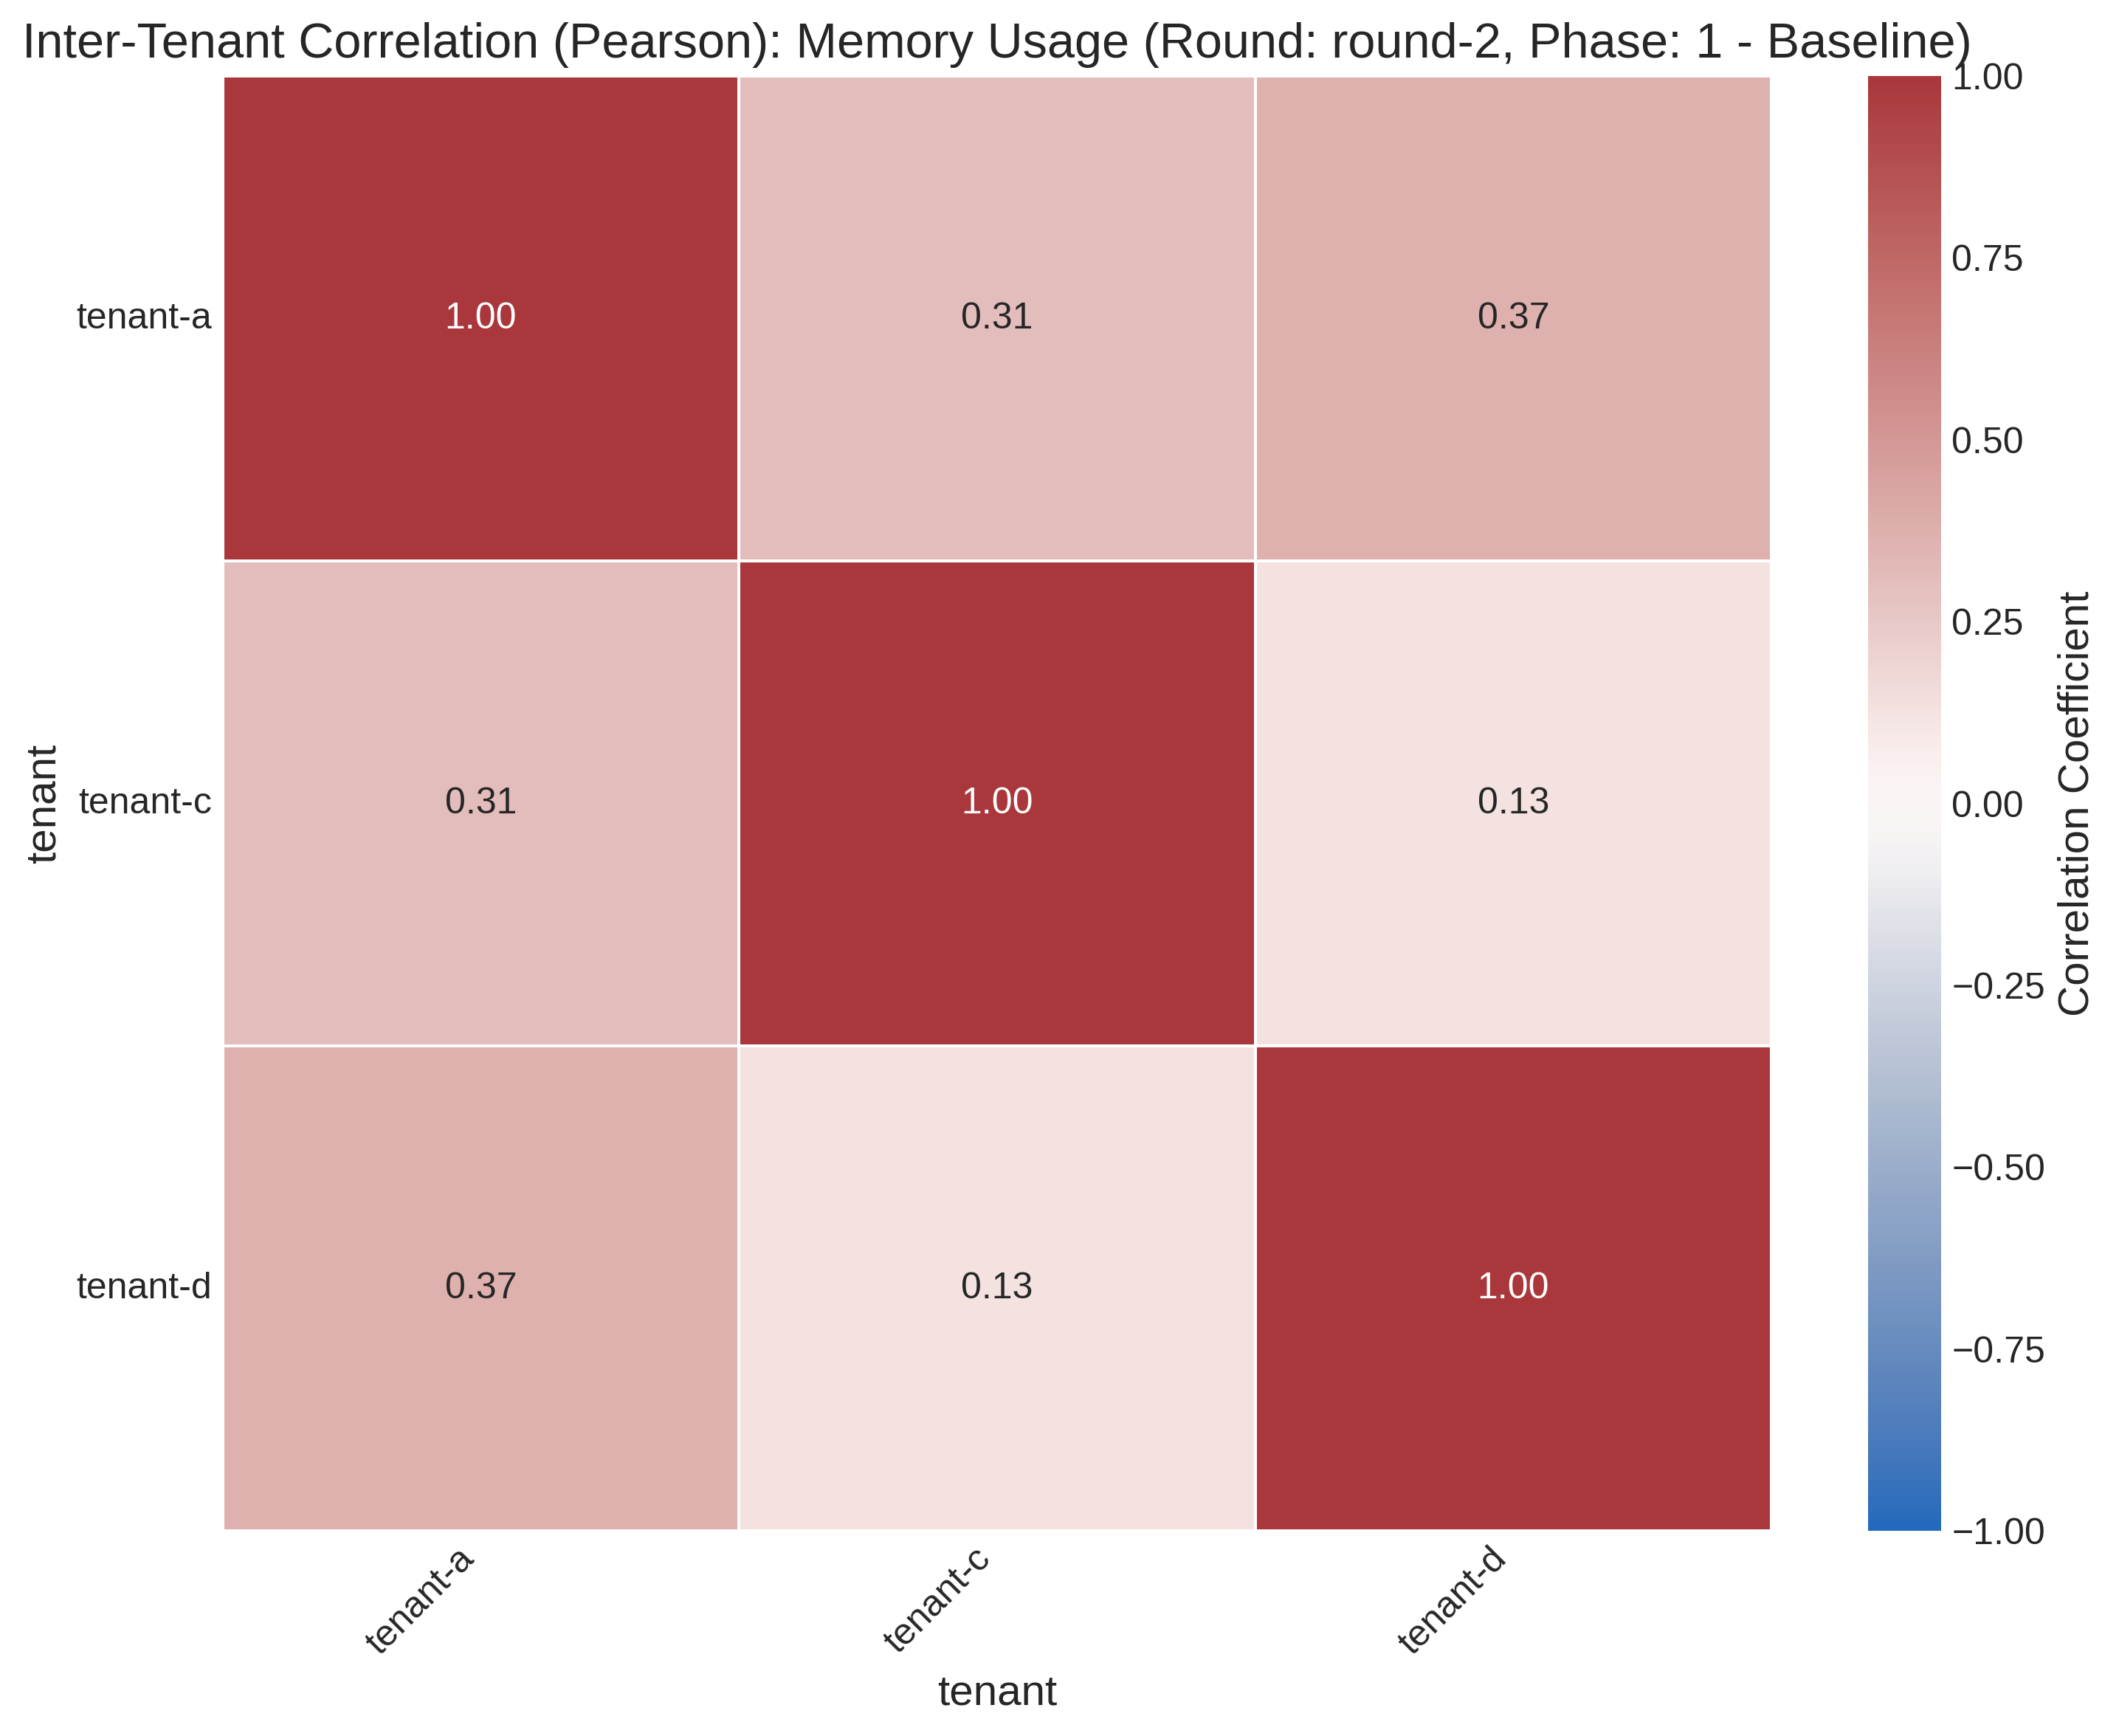 Inter-Tenant Correlation (Pearson): Memory Usage (Round: round-2, Phase: 1 - Baseline)
tenant
tenant-a
1.00
0.31
0.37
tenant-c
0.31
1.00
0.13
tenant-d
0.37
0.13
1.00
tenant-a
tenant-c
tenant-d
tenant
1.00
0.75
0.50
0.25
0.00
−0.25
−0.50
−0.75
−1.00
Correlation Coefficient